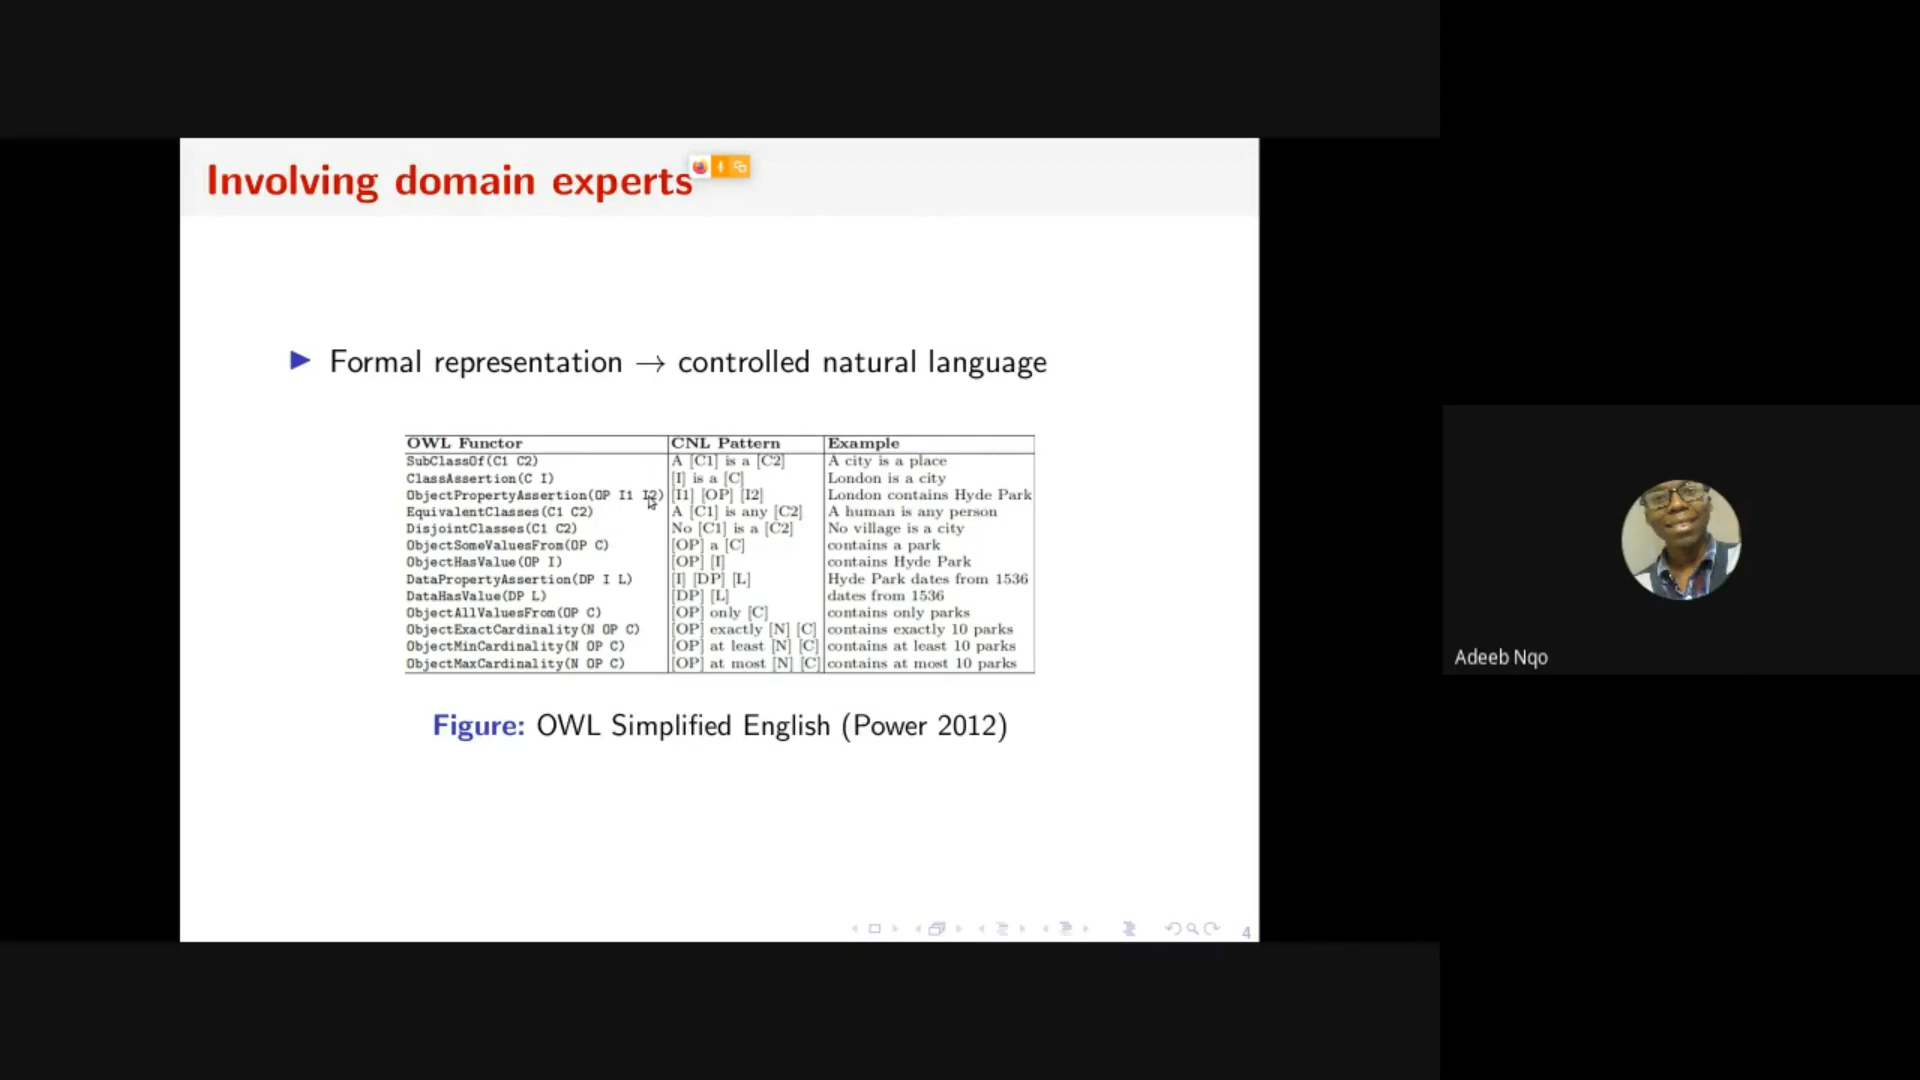 Involving domain experts
Formal representation → controlled natural language
OWL Functor CNL Pattern Example
SubClassOf(C1 C2) A [C1] is a [C2] A city is a place
ClassAssertion(C I) [I] is a [C] London is a city
ObjectPropertyAssertion(OP I1 I2) [I1] [OP] [I2] London contains Hyde Park
EquivalentClasses(C1 C2) A [C1] is any [C2] A human is any person
DisjointClasses(C1 C2) No [C1] is a [C2] No village is a city
ObjectSomeValuesFrom(OP C) [OP] a [C] contains a park
ObjectHasValue(OP I) [OP] [I] contains Hyde Park
DataPropertyAssertion(DP I L) [I] [DP] [L] Hyde Park dates from 1536
DataHasValue(DP L) [DP] [L] dates from 1536
ObjectAllValuesFrom(OP C) [OP] only [C] contains only parks
ObjectExactCardinality(N OP C) [OP] exactly [N] [C] contains exactly 10 parks
ObjectMinCardinality(N OP C) [OP] at least [N] [C] contains at least 10 parks
ObjectMaxCardinality(N OP C) [OP] at most [N] [C] contains at most 10 parks
Figure: OWL Simplified English (Power 2012)
4
Adeeb Nqo